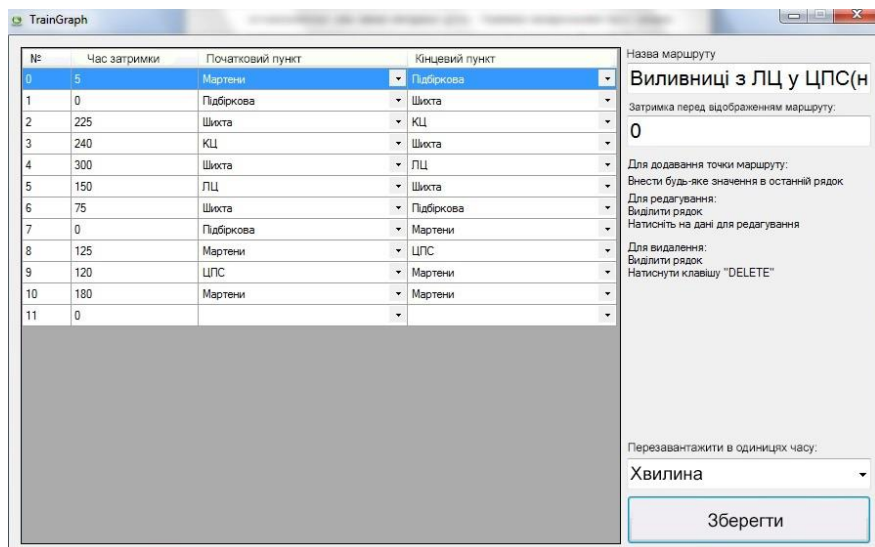 TrainGraph
№ Час затримки Початковий пункт Кінцевий пункт
0 5 Мартени Підбіркова
1 0 Підбіркова Шихта
2 225 Шихта КЦ
3 240 КЦ Шихта
4 300 Шихта ЛЦ
5 150 ЛЦ Шихта
6 75 Шихта Підбіркова
7 0 Підбіркова Мартени
8 125 Мартени ЦПС
9 120 ЦПС Мартени
10 180 Мартени Мартени
11 0
Назва маршруту
Виливниці з ЛЦ у ЦПС(н
Затримка перед відображенням маршруту:
0
Для додавання точки маршруту:
Внести будь-яке значення в останній рядок
Для редагування:
Виділити рядок
Натисніть на дані для редагування
Для видалення:
Виділити рядок
Натиснути клавішу "DELETE"
Перезавантажити в одиницях часу:
Хвилина
Зберегти